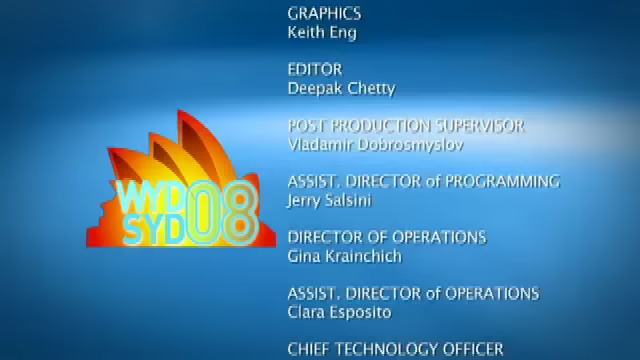 GRAPHICS
Keith Eng
EDITOR
Deepak Chetty
POST PRODUCTION SUPERVISOR
Vladamir Dobrosmyslov
ASSIST. DIRECTOR of PROGRAMMING
Jerry Salsini
DIRECTOR OF OPERATIONS
Gina Krainchich
ASSIST. DIRECTOR of OPERATIONS
Clara Esposito
CHIEF TECHNOLOGY OFFICER
WYD
SYD08